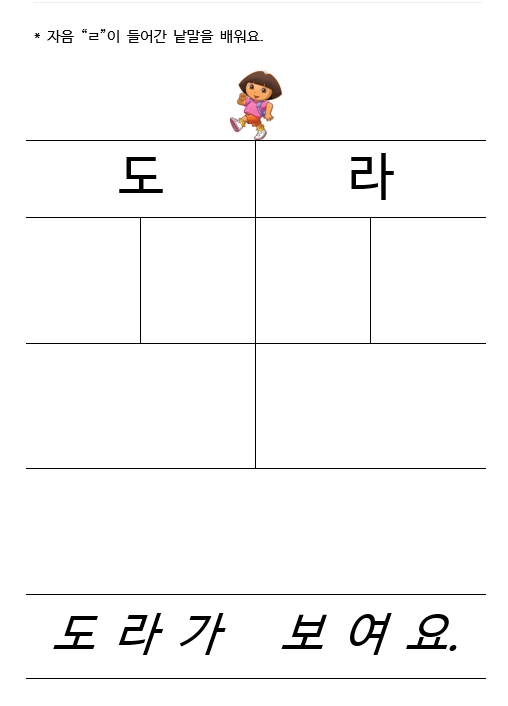 * 자음 “ㄹ”이 들어간 낱말을 배워요.
도 라
도 라 가 보 여 요.